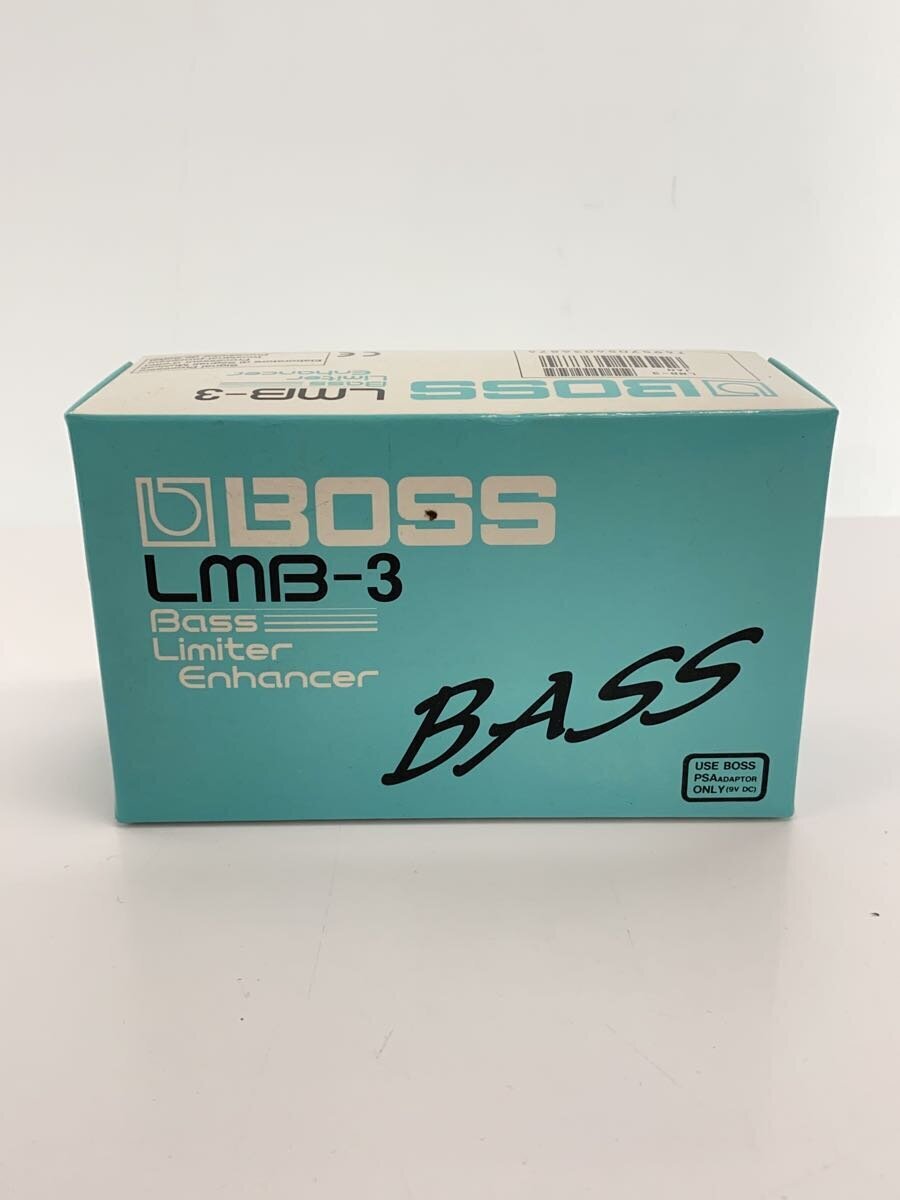 BOSS
LMB-3
Bass
Limiter
Enhancer
BOSS
LMB-3
Bass
Limiter
Enhancer
BASS
USE BOSS
PSA ADAPTOR
ONLY (9V DC)